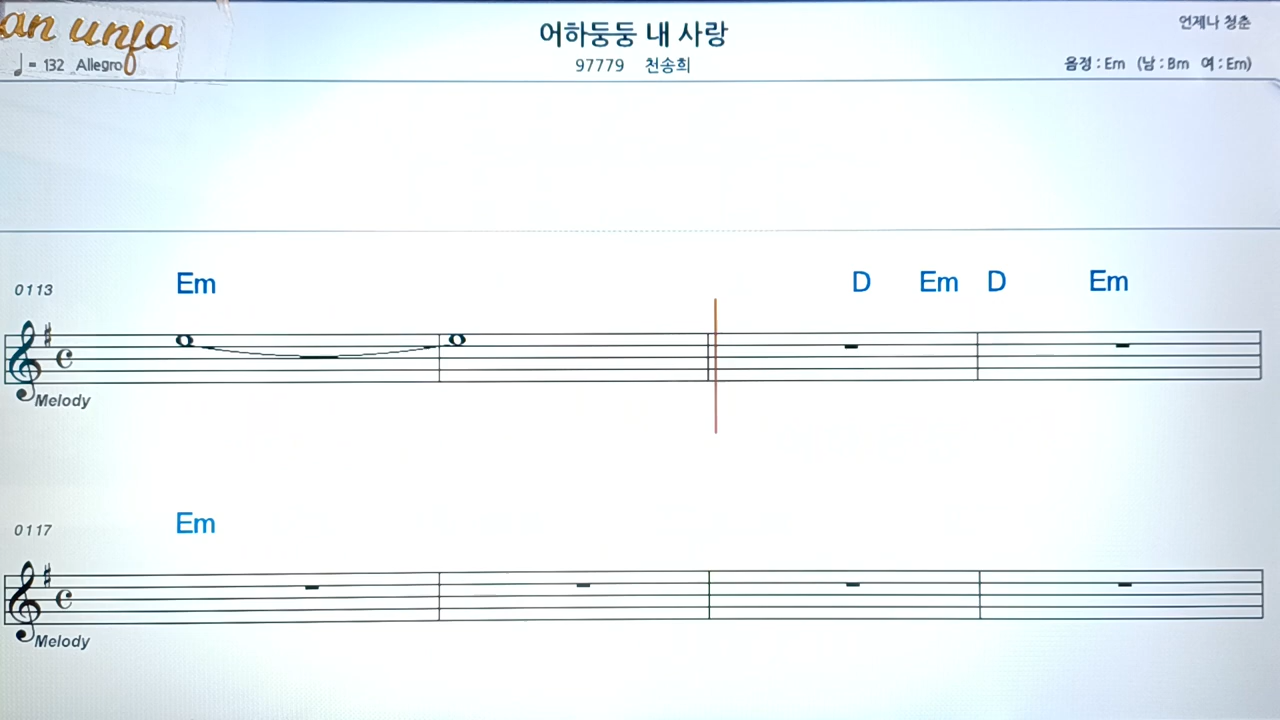 an unfa
어하둥둥 내 사랑
언제나 청춘
= 132 Allegro
97779 천송희
음정 : Em (남 : Bm 여 : Em)
0113 Em D Em D Em
Melody
0117 Em
Melody